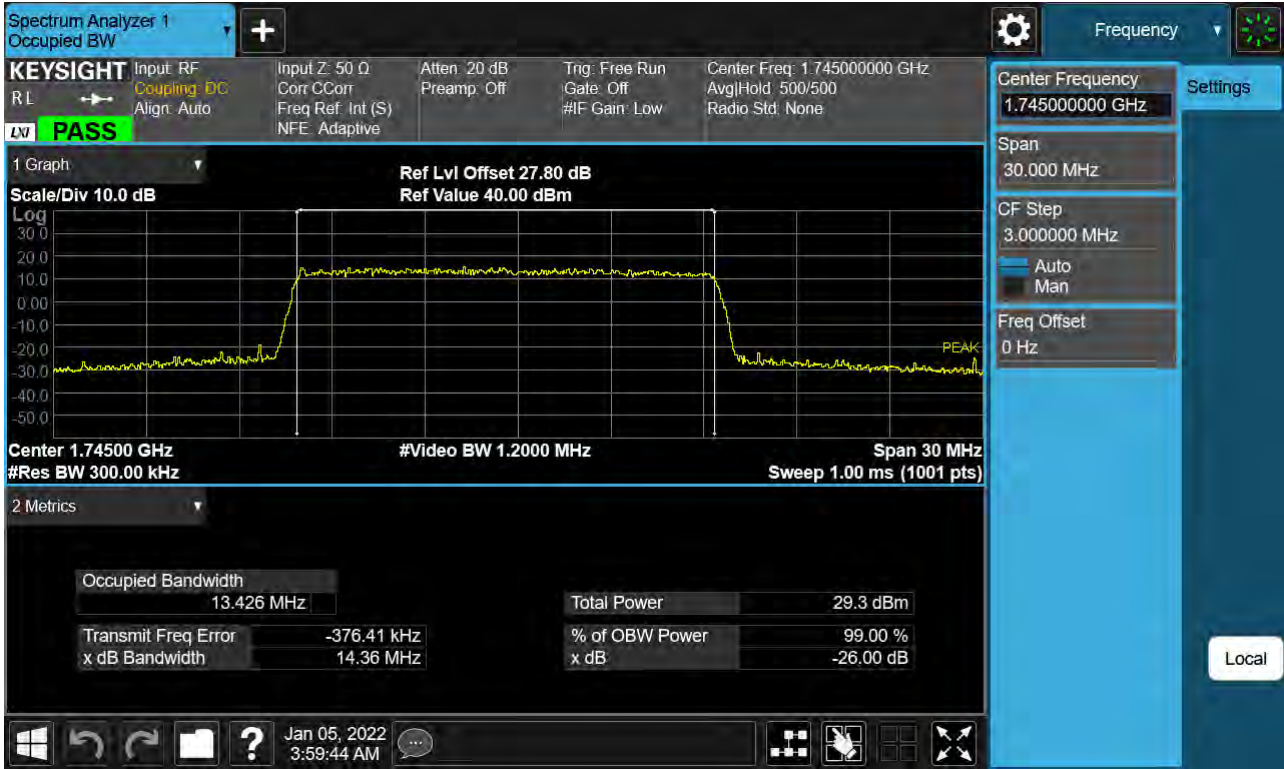 Spectrum Analyzer 1
Occupied BW
Frequency
KEYSIGHT
R L
LXI
PASS
Input: RF
Coupling: DC
Align: Auto
Input Z: 50 Ω
Corr CCorr
Freq Ref: Int (S)
NFE: Adaptive
Atten: 20 dB
Preamp: Off
Trig: Free Run
Gate: Off
#IF Gain: Low
Center Freq: 1.745000000 GHz
Avg|Hold: 500/500
Radio Std: None
Center Frequency
1.745000000 GHz
Settings
Span
30.000 MHz
CF Step
3.000000 MHz
Auto
Man
Freq Offset
0 Hz
1 Graph
Scale/Div 10.0 dB
Ref Lvl Offset 27.80 dB
Ref Value 40.00 dBm
Log
30.0
20.0
10.0
0.00
-10.0
-20.0
-30.0
-40.0
-50.0
PEAK
Center 1.74500 GHz
#Video BW 1.2000 MHz
Span 30 MHz
#Res BW 300.00 kHz
Sweep 1.00 ms (1001 pts)
2 Metrics
Occupied Bandwidth
13.426 MHz
Total Power 29.3 dBm
Transmit Freq Error -376.41 kHz
% of OBW Power 99.00 %
x dB Bandwidth 14.36 MHz
x dB -26.00 dB
Local
?
Jan 05, 2022
3:59:44 AM